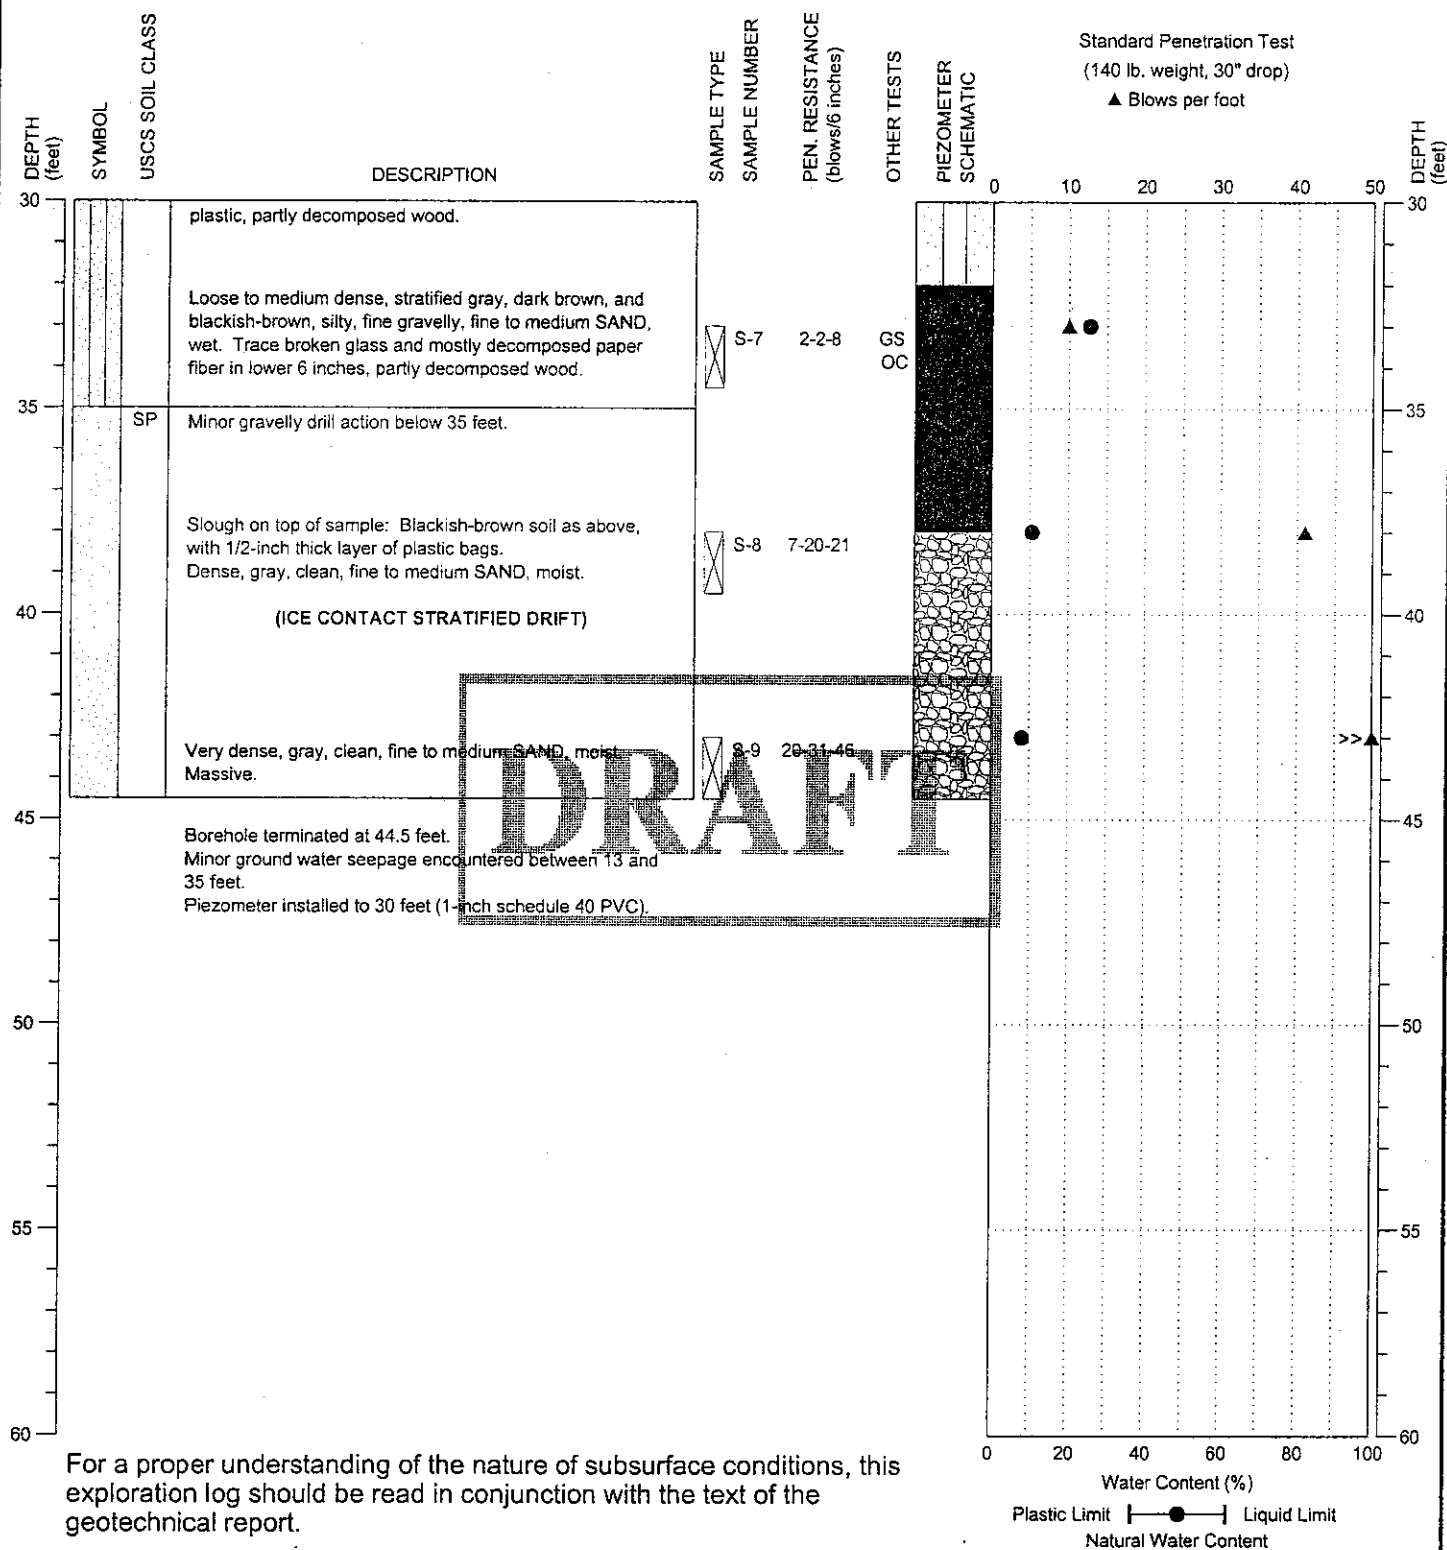 DEPTH
(feet)
SYMBOL
USCS SOIL CLASS
DESCRIPTION
SAMPLE TYPE
SAMPLE NUMBER
PEN. RESISTANCE
(blows/6 inches)
OTHER TESTS
PIEZOMETER
SCHEMATIC
Standard Penetration Test
(140 lb. weight, 30" drop)
▲ Blows per foot
DEPTH
(feet)
0 10 20 30 40 50
30
plastic, partly decomposed wood.
30
Loose to medium dense, stratified gray, dark brown, and
blackish-brown, silty, fine gravelly, fine to medium SAND,
wet. Trace broken glass and mostly decomposed paper
fiber in lower 6 inches, partly decomposed wood.
S-7 2-2-8 GS
OC
35
SP Minor gravelly drill action below 35 feet.
35
Slough on top of sample: Blackish-brown soil as above,
with 1/2-inch thick layer of plastic bags.
Dense, gray, clean, fine to medium SAND, moist.
S-8 7-20-21
40
(ICE CONTACT STRATIFIED DRIFT)
40
Very dense, gray, clean, fine to medium SAND, moist.
Massive.
S-9 20-31-46
>>
DRAFT
45
45
Borehole terminated at 44.5 feet.
Minor ground water seepage encountered between 13 and
35 feet.
Piezometer installed to 30 feet (1-inch schedule 40 PVC).
50
50
55
55
60
60
0 20 40 60 80 100
Water Content (%)
Plastic Limit Liquid Limit
Natural Water Content
For a proper understanding of the nature of subsurface conditions, this
exploration log should be read in conjunction with the text of the
geotechnical report.